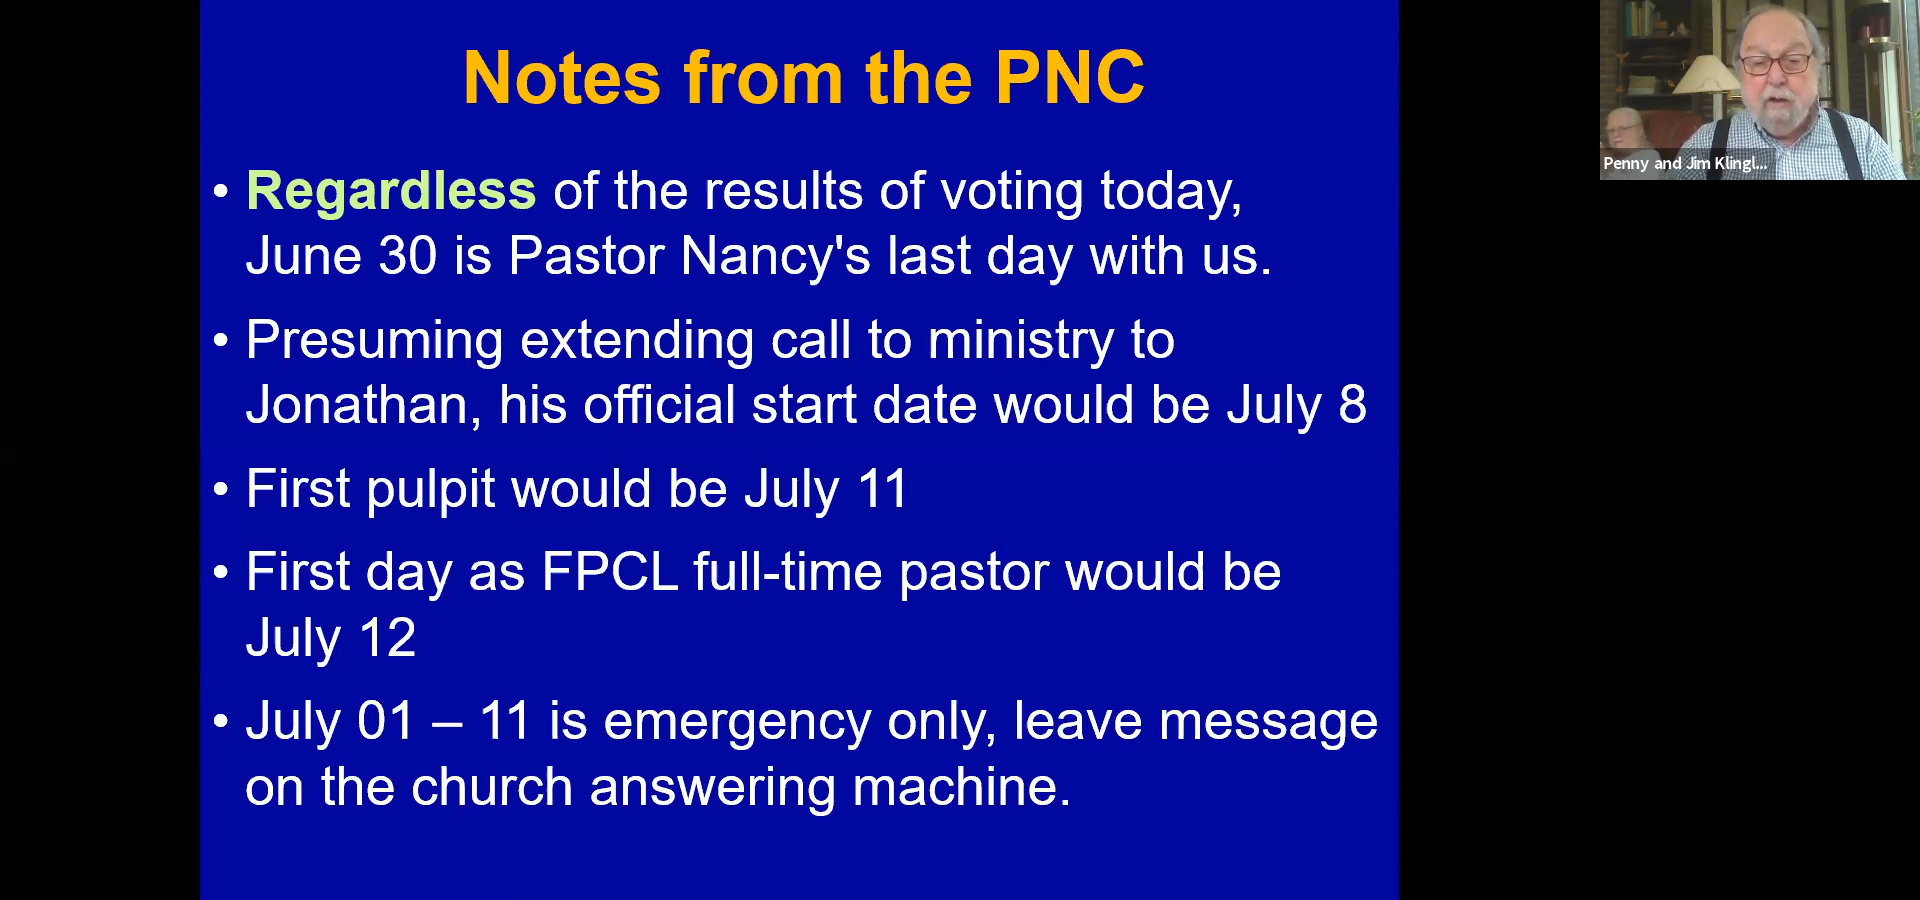 Notes from the PNC
• Regardless of the results of voting today,
June 30 is Pastor Nancy's last day with us.
• Presuming extending call to ministry to
Jonathan, his official start date would be July 8
• First pulpit would be July 11
• First day as FPCL full-time pastor would be
July 12
• July 01 – 11 is emergency only, leave message
on the church answering machine.
Penny and Jim Klingl...